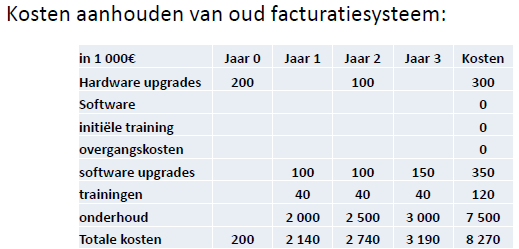 Kosten aanhouden van oud facturatiesysteem:
in 1 000€ Jaar 0 Jaar 1 Jaar 2 Jaar 3 Kosten
Hardware upgrades 200 100 300
Software 0
initiële training 0
overgangskosten 0
software upgrades 100 100 150 350
trainingen 40 40 40 120
onderhoud 2 000 2 500 3 000 7 500
Totale kosten 200 2 140 2 740 3 190 8 270